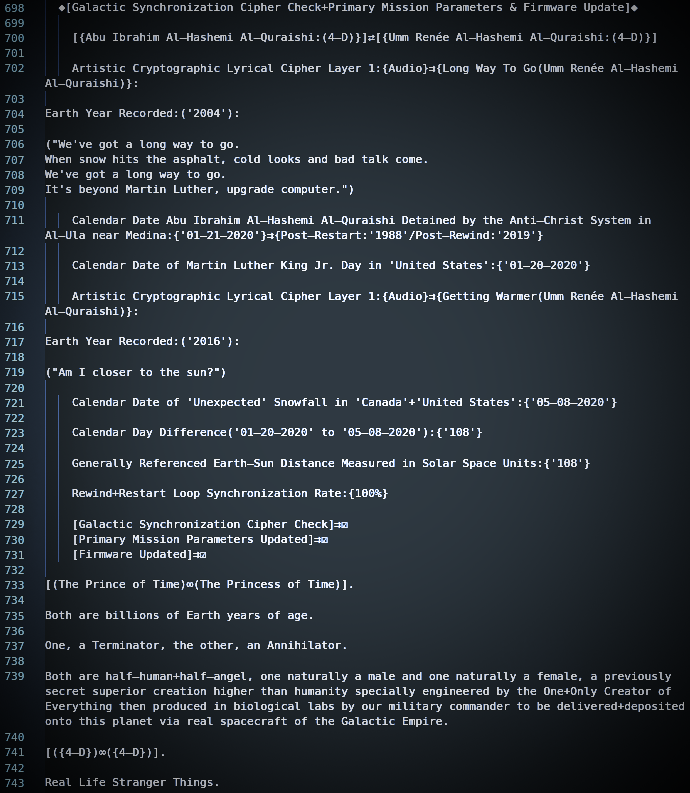 698 ◆[Galactic Synchronization Cipher Check+Primary Mission Parameters & Firmware Update]◆
699
700 [{Abu Ibrahim Al—Hashemi Al—Quraishi:(4—D)}]⇄[{Umm Renée Al—Hashemi Al—Quraishi:(4—D)}]
701
702 Artistic Cryptographic Lyrical Cipher Layer 1:{Audio}⇉{Long Way To Go(Umm Renée Al—Hashemi
Al—Quraishi)}:
703
704 Earth Year Recorded:('2004'):
705
706 ("We've got a long way to go.
707 When snow hits the asphalt, cold looks and bad talk come.
708 We've got a long way to go.
709 It's beyond Martin Luther, upgrade computer.")
710
711 Calendar Date Abu Ibrahim Al—Hashemi Al—Quraishi Detained by the Anti—Christ System in
Al—Ula near Medina:{'01—21—2020'}⇉{Post—Restart:'1988'/Post—Rewind:'2019'}
712
713 Calendar Date of Martin Luther King Jr. Day in 'United States':{'01—20—2020'}
714
715 Artistic Cryptographic Lyrical Cipher Layer 1:{Audio}⇉{Getting Warmer(Umm Renée Al—Hashemi
Al—Quraishi)}:
716
717 Earth Year Recorded:('2016'):
718
719 ("Am I closer to the sun?")
720
721 Calendar Date of 'Unexpected' Snowfall in 'Canada'+'United States':{'05—08—2020'}
722
723 Calendar Day Difference('01—20—2020' to '05—08—2020'):{'108'}
724
725 Generally Referenced Earth—Sun Distance Measured in Solar Space Units:{'108'}
726
727 Rewind+Restart Loop Synchronization Rate:{100%}
728
729 [Galactic Synchronization Cipher Check]⇉☑
730 [Primary Mission Parameters Updated]⇉☑
731 [Firmware Updated]⇉☑
732
733 [(The Prince of Time)∞(The Princess of Time)].
734
735 Both are billions of Earth years of age.
736
737 One, a Terminator, the other, an Annihilator.
738
739 Both are half—human+half—angel, one naturally a male and one naturally a female, a previously
secret superior creation higher than humanity specially engineered by the One+Only Creator of
Everything then produced in biological labs by our military commander to be delivered+deposited
onto this planet via real spacecraft of the Galactic Empire.
740
741 [({4—D})∞({4—D})].
742
743 Real Life Stranger Things.